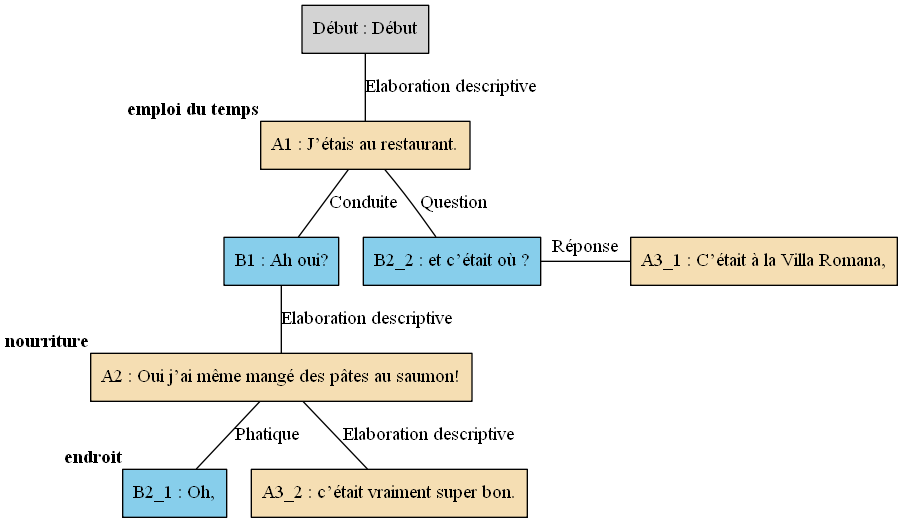 Début : Début
Elaboration descriptive
emploi du temps
A1 : J’étais au restaurant.
Conduite
Question
B1 : Ah oui?
B2_2 : et c’était où ?
Réponse
A3_1 : C’était à la Villa Romana,
Elaboration descriptive
nourriture
A2 : Oui j’ai même mangé des pâtes au saumon!
Phatique
Elaboration descriptive
endroit
B2_1 : Oh,
A3_2 : c’était vraiment super bon.